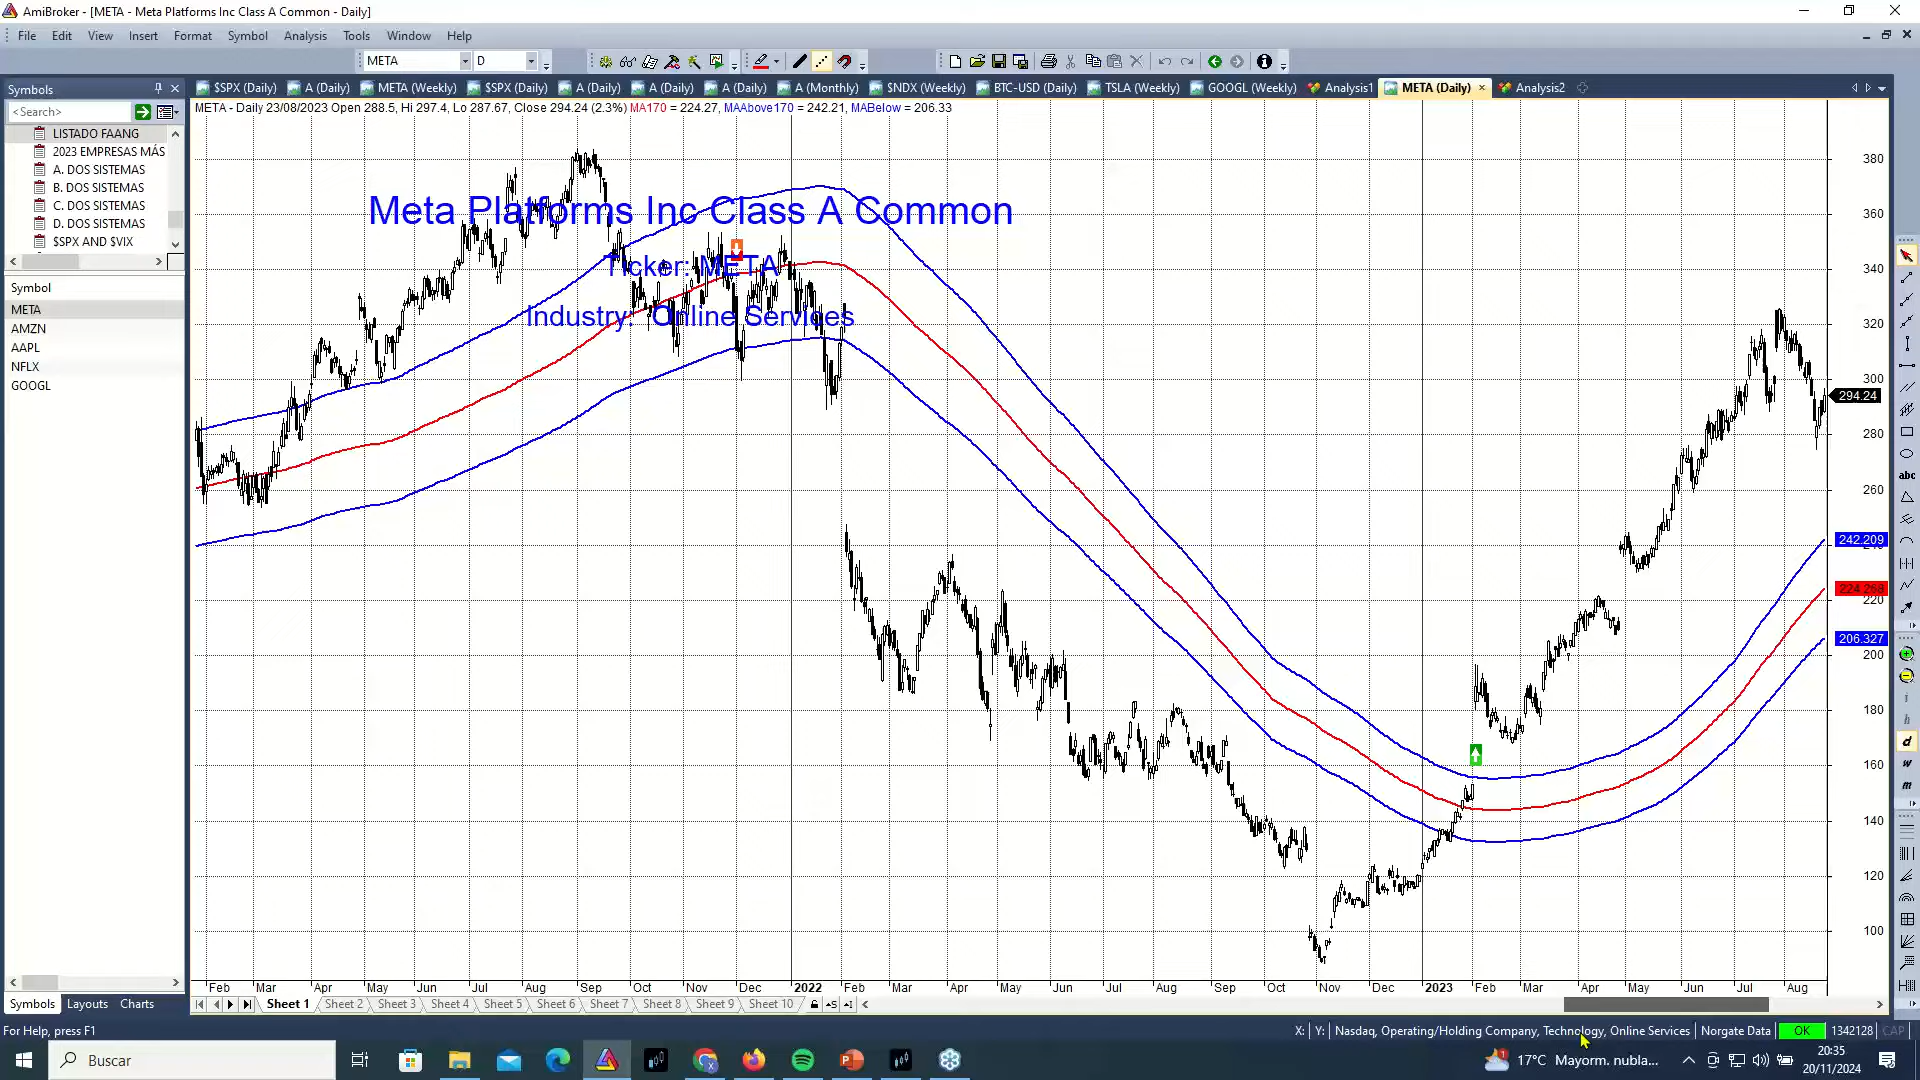 AmiBroker - [META - Meta Platforms Inc Class A Common - Daily]
File Edit View Insert Format Symbol Analysis Tools Window Help
META D
Symbols
$SPX (Daily) A (Daily) META (Weekly) $SPX (Daily) A (Daily) A (Daily) A (Daily) A (Monthly) $NDX (Weekly) BTC-USD (Daily) TSLA (Weekly) GOOGL (Weekly) Analysis1 META (Daily) Analysis2
<Search>
META - Daily 23/08/2023 Open 288.5, Hi 297.4, Lo 287.67, Close 294.24 (2.3%) MA170 = 224.27, MAAbove170 = 242.21, MABelow = 206.33
LISTADO FAANG
2023 EMPRESAS MÁS
A. DOS SISTEMAS
B. DOS SISTEMAS
C. DOS SISTEMAS
D. DOS SISTEMAS
$SPX AND $VIX
Symbol
META
AMZN
AAPL
NFLX
GOOGL
Meta Platforms Inc Class A Common
Ticker: META
Industry: Online Services
380
360
340
320
300
294.24
280
260
242.209
224.268
220
206.327
200
180
160
140
120
100
abc
d
w
m
Feb Mar Apr May Jun Jul Aug Sep Oct Nov Dec 2022 Feb Mar Apr May Jun Jul Aug Sep Oct Nov Dec 2023 Feb Mar Apr May Jun Jul Aug
Symbols Layouts Charts
Sheet 1 Sheet 2 Sheet 3 Sheet 4 Sheet 5 Sheet 6 Sheet 7 Sheet 8 Sheet 9 Sheet 10
For Help, press F1
X: Y: Nasdaq, Operating/Holding Company, Technology, Online Services Norgate Data OK 1342128 CAP
Buscar
17°C Mayorm. nubla...
20:35
20/11/2024